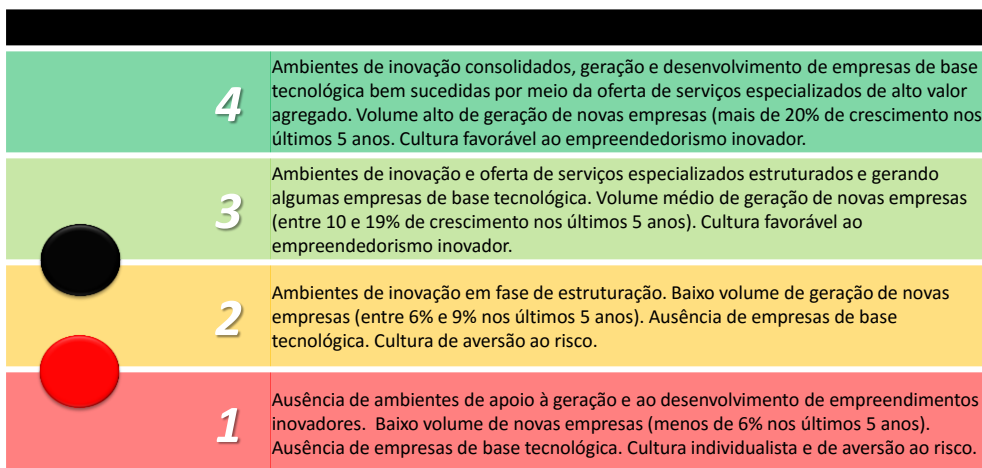 4
Ambientes de inovação consolidados, geração e desenvolvimento de empresas de base
tecnológica bem sucedidas por meio da oferta de serviços especializados de alto valor
agregado. Volume alto de geração de novas empresas (mais de 20% de crescimento nos
últimos 5 anos. Cultura favorável ao empreendedorismo inovador.
3
Ambientes de inovação e oferta de serviços especializados estruturados e gerando
algumas empresas de base tecnológica. Volume médio de geração de novas empresas
(entre 10 e 19% de crescimento nos últimos 5 anos). Cultura favorável ao
empreendedorismo inovador.
2
Ambientes de inovação em fase de estruturação. Baixo volume de geração de novas
empresas (entre 6% e 9% nos últimos 5 anos). Ausência de empresas de base
tecnológica. Cultura de aversão ao risco.
1
Ausência de ambientes de apoio à geração e ao desenvolvimento de empreendimentos
inovadores. Baixo volume de novas empresas (menos de 6% nos últimos 5 anos).
Ausência de empresas de base tecnológica. Cultura individualista e de aversão ao risco.